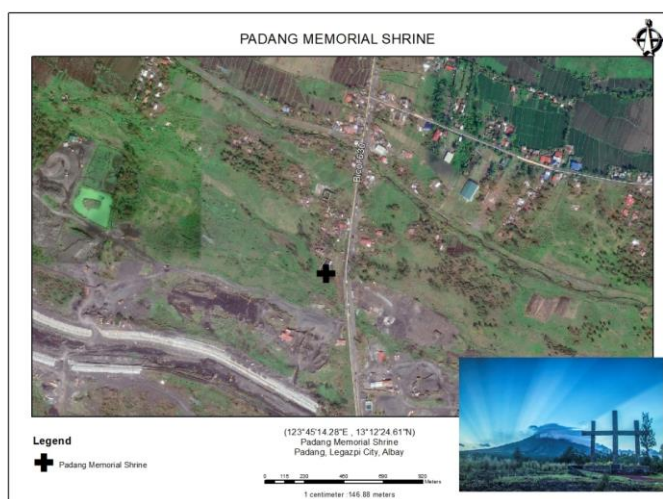 PADANG MEMORIAL SHRINE
Legend
Padang Memorial Shrine
(123°45'14.28"E , 13°12'24.61"N)
Padang Memorial Shrine
Padang, Legazpi City, Albay
0 115 230 460 690 920
Meters
1 centimeter :146.88 meters